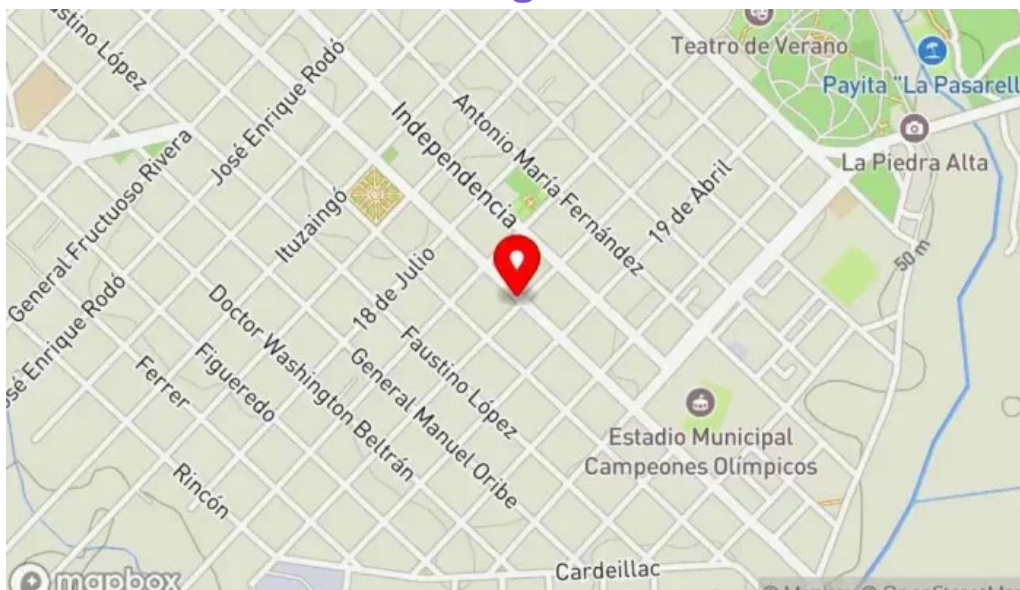 Faustino López
José Enrique Rodó
Teatro de Verano
Payita "La Pasarell
La Piedra Alta
Antonio María Fernández
Independencia
19 de Abril
General Fructuoso Rivera
Ituzaingó
50 m
18 de Julio
José Enrique Rodó
Doctor Washington Beltrán
Figueredo
Ferrer
Faustino López
General Manuel Oribe
Estadio Municipal
Campeones Olímpicos
Rincón
Cardeillac
mapbox
© Mapbox © OpenStreetMap